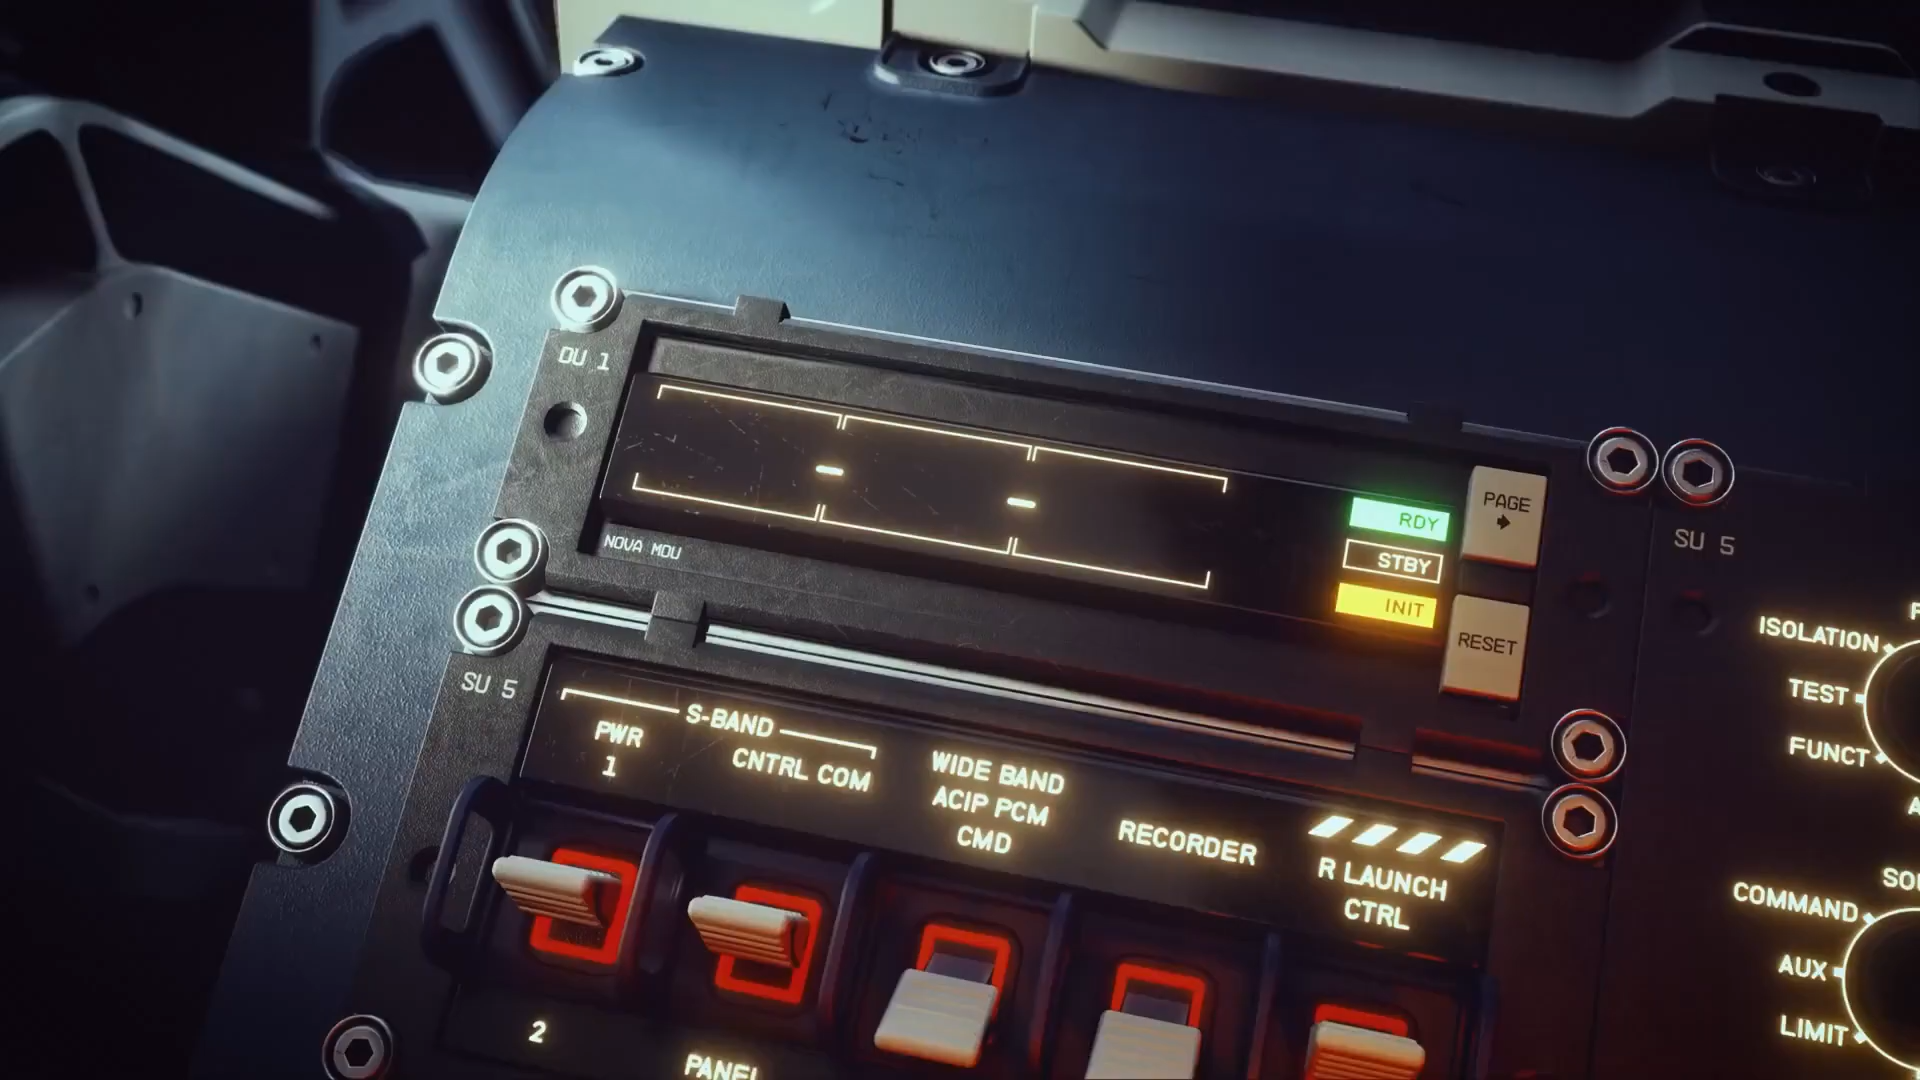 DU 1
RDY
STBY
INIT
PAGE
RESET
NOVA MDU
SU 5
SU 5
S-BAND
PWR
1
CNTRL COM
WIDE BAND
ACIP PCM
CMD
RECORDER
R LAUNCH
CTRL
2
PANEL
ISOLATION
TEST
FUNCT
COMMAND
AUX
LIMIT